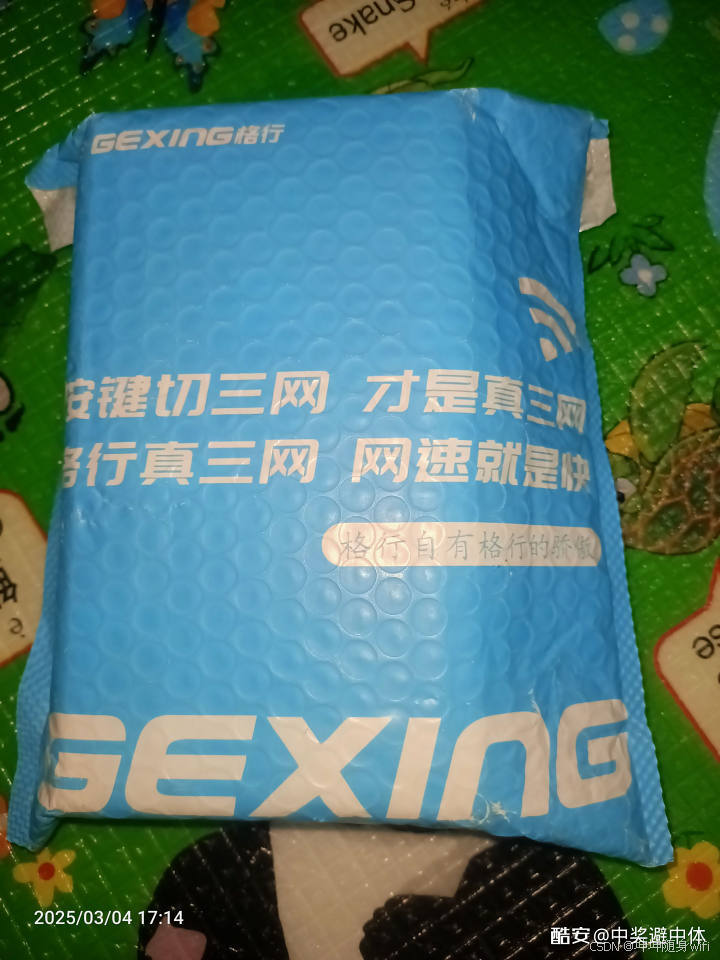 Snake
GEXING格行
按键切三网 才是真三网
格行真三网 网速就是快
格行自有格行的骄傲
GEXING
2025/03/04 17:14
酷安@中奖避中体